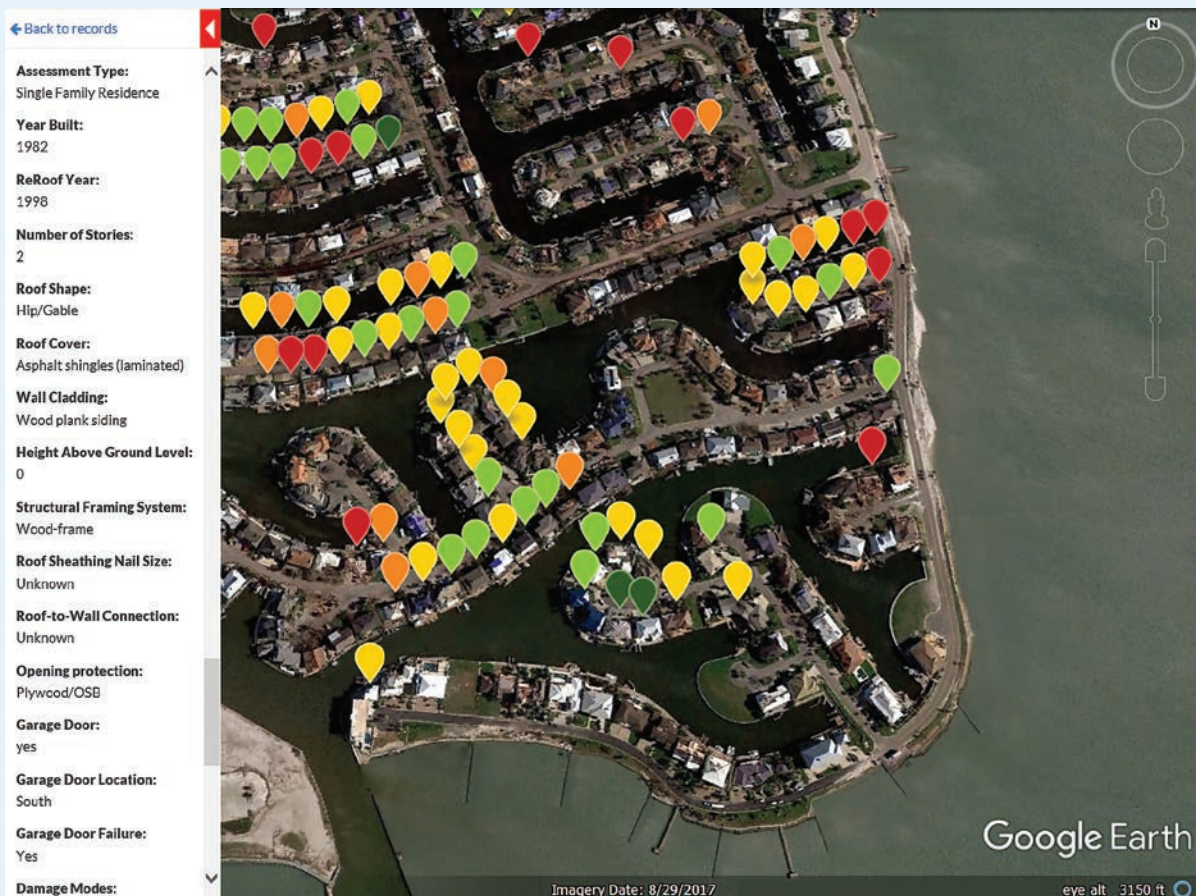 Back to records
Assessment Type:
Single Family Residence
Year Built:
1982
ReRoof Year:
1998
Number of Stories:
2
Roof Shape:
Hip/Gable
Roof Cover:
Asphalt shingles (laminated)
Wall Cladding:
Wood plank siding
Height Above Ground Level:
0
Structural Framing System:
Wood-frame
Roof Sheathing Nail Size:
Unknown
Roof-to-Wall Connection:
Unknown
Opening protection:
Plywood/OSB
Garage Door:
yes
Garage Door Location:
South
Garage Door Failure:
Yes
Damage Modes:
N
Google Earth
Imagery Date: 8/29/2017
eye alt 3150 ft